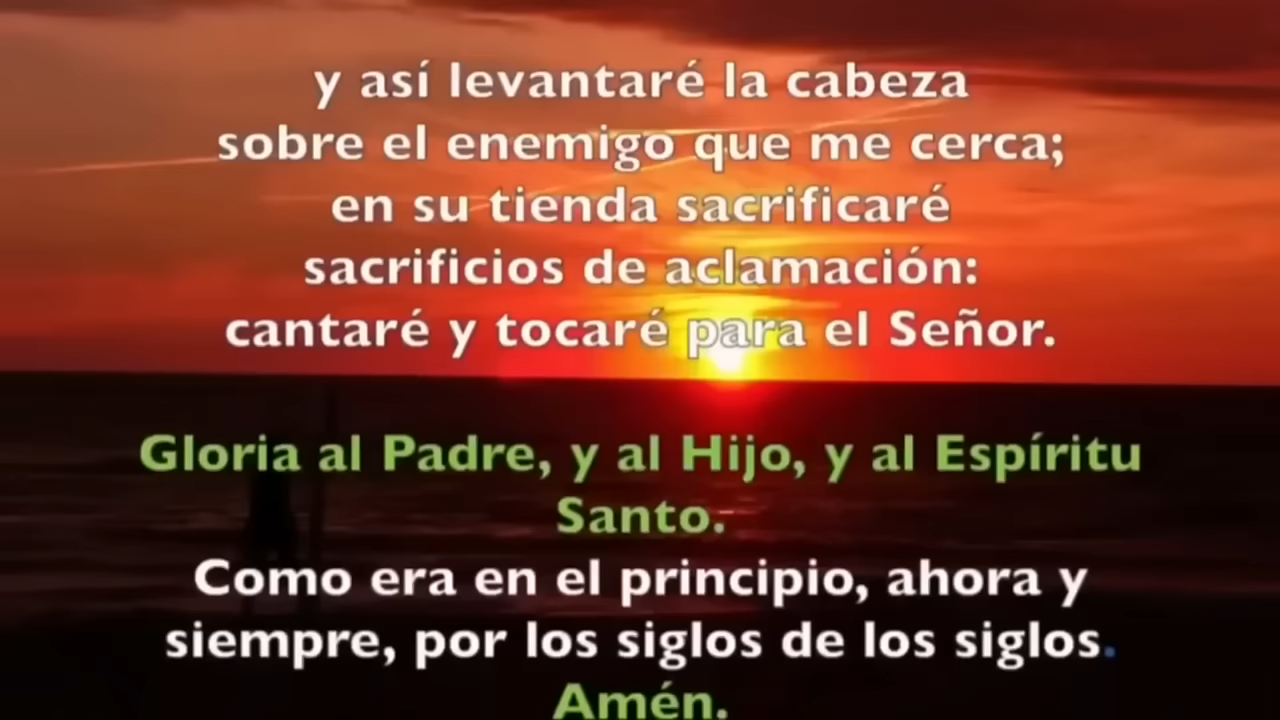 y así levantaré la cabeza
sobre el enemigo que me cerca;
en su tienda sacrificaré
sacrificios de aclamación:
cantaré y tocaré para el Señor.
Gloria al Padre, y al Hijo, y al Espíritu
Santo.
Como era en el principio, ahora y
siempre, por los siglos de los siglos.
Amén.